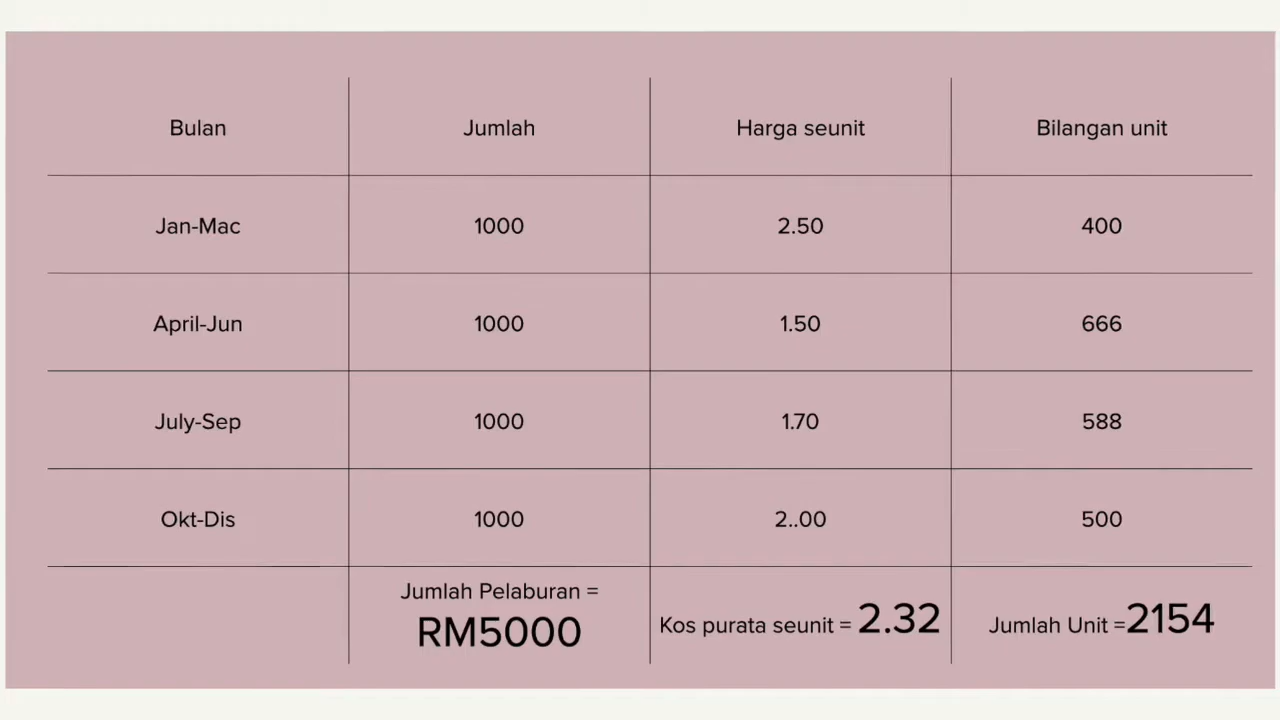 Bulan Jumlah Harga seunit Bilangan unit
Jan-Mac 1000 2.50 400
April-Jun 1000 1.50 666
July-Sep 1000 1.70 588
Okt-Dis 1000 2..00 500
Jumlah Pelaburan =
RM5000
Kos purata seunit = 2.32
Jumlah Unit =2154